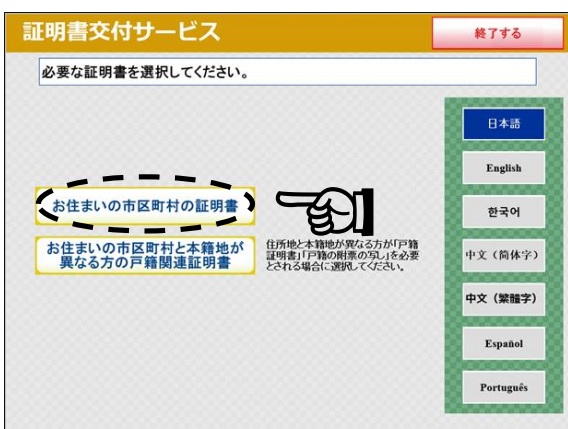 証明書交付サービス
終了する
必要な証明書を選択してください。
日本語
English
한국어
中文（简体字）
中文（繁體字）
Español
Português
お住まいの市区町村の証明書
お住まいの市区町村と本籍地が
異なる方の戸籍関連証明書
住所地と本籍地が異なる方が「戸籍
証明書」「戸籍の附票の写し」を必要
とされる場合に選択してください。